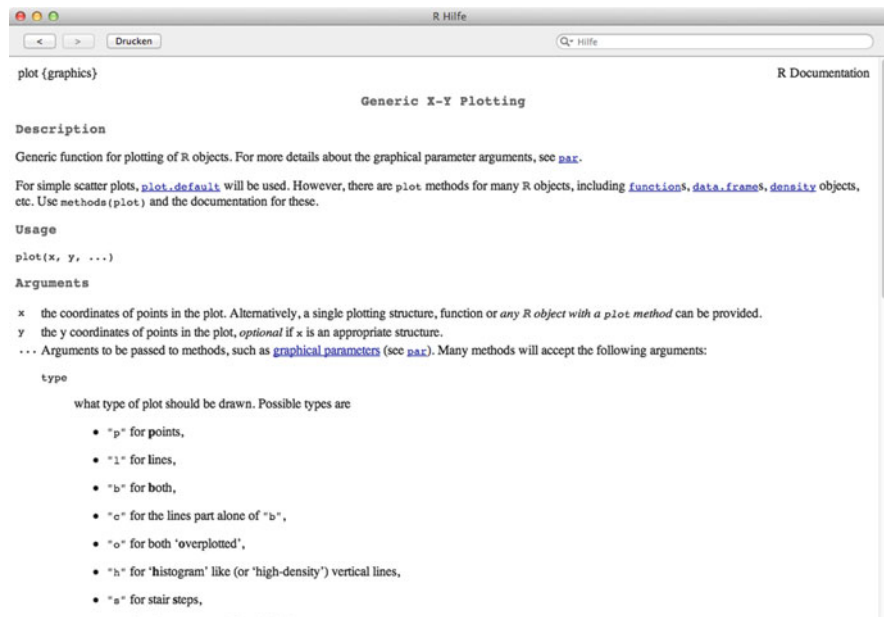 R Hilfe
< > Drucken Hilfe
plot {graphics} R Documentation
Generic X-Y Plotting
Description
Generic function for plotting of R objects. For more details about the graphical parameter arguments, see par.
For simple scatter plots, plot.default will be used. However, there are plot methods for many R objects, including functions, data.frames, density objects,
etc. Use methods(plot) and the documentation for these.
Usage
plot(x, y, ...)
Arguments
x the coordinates of points in the plot. Alternatively, a single plotting structure, function or any R object with a plot method can be provided.
y the y coordinates of points in the plot, optional if x is an appropriate structure.
... Arguments to be passed to methods, such as graphical parameters (see par). Many methods will accept the following arguments:
type
what type of plot should be drawn. Possible types are
• "p" for points,
• "l" for lines,
• "b" for both,
• "c" for the lines part alone of "b",
• "o" for both ‘overplotted’,
• "h" for ‘histogram’ like (or ‘high-density’) vertical lines,
• "s" for stair steps,